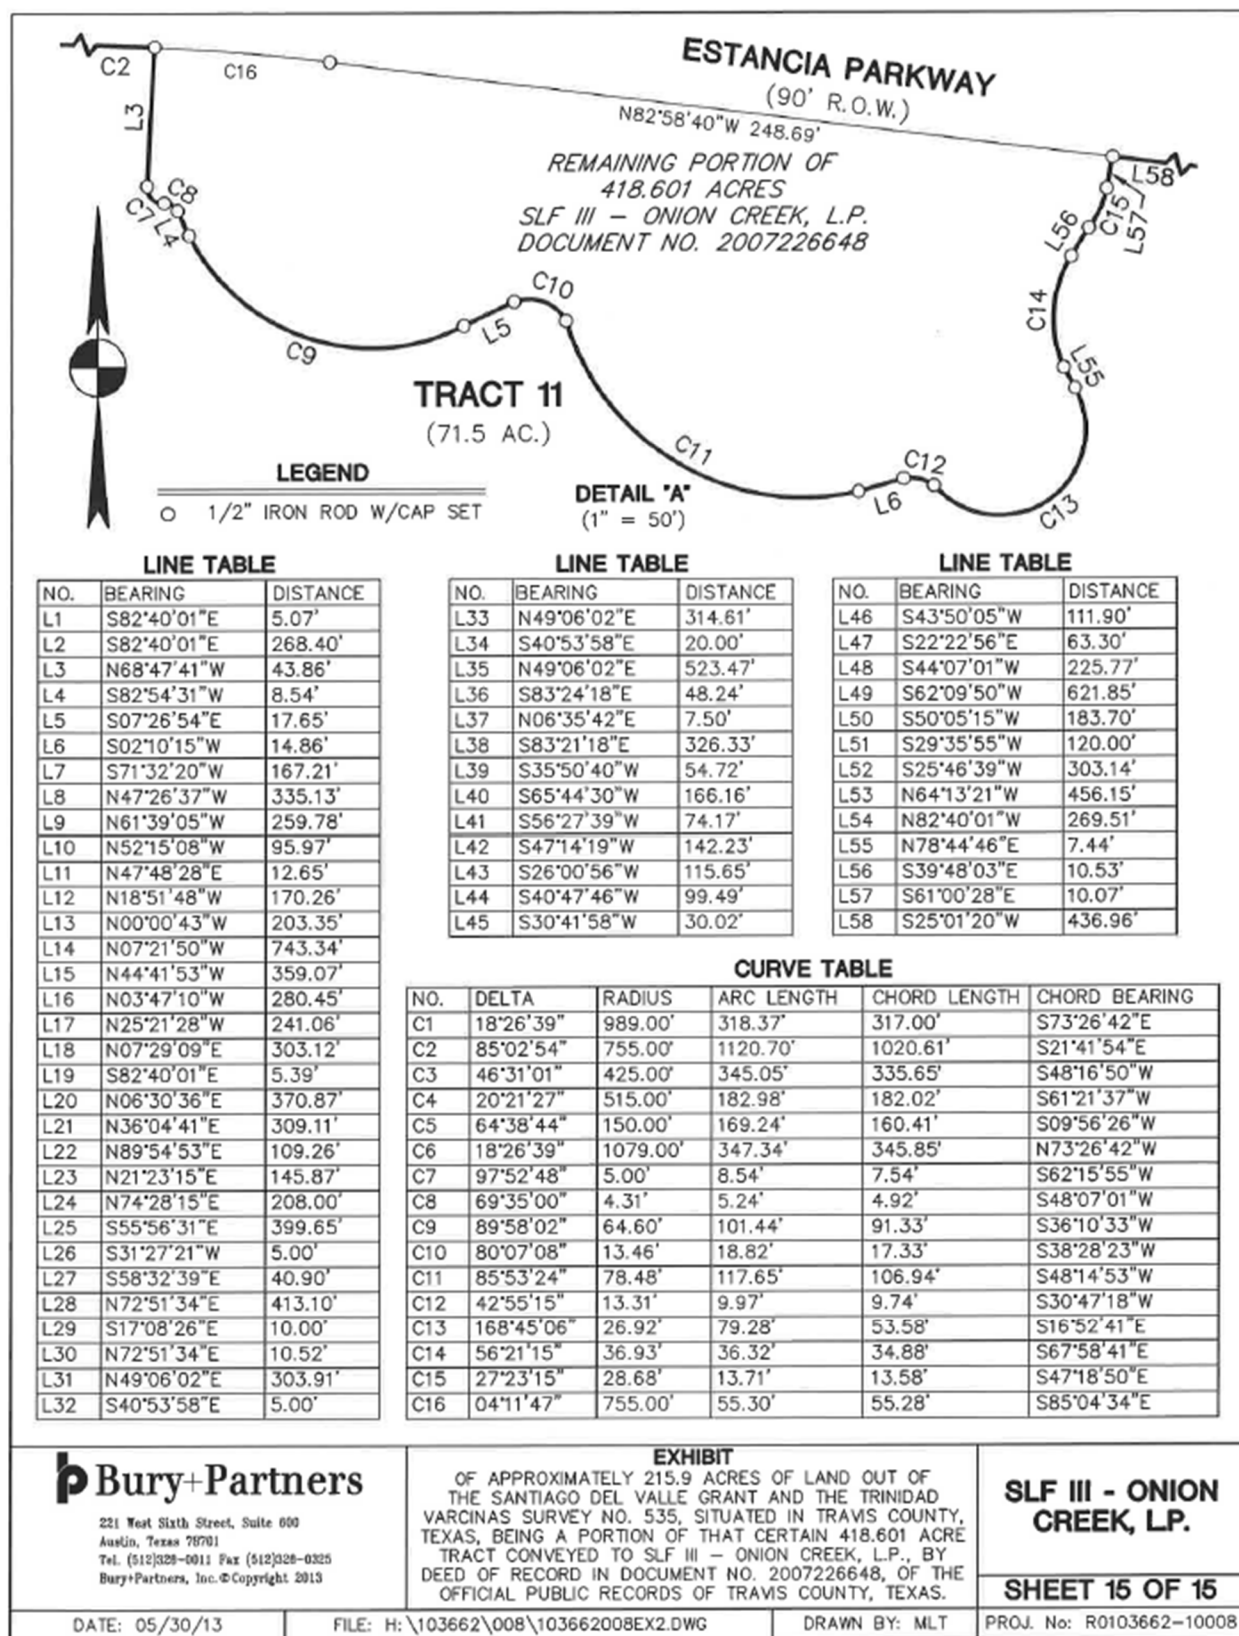 C2
C16
ESTANCIA PARKWAY
(90' R.O.W.)
N82°58'40"W 248.69'
L3
REMAINING PORTION OF
418.601 ACRES
SLF III – ONION CREEK, L.P.
DOCUMENT NO. 2007226648
L58
C15
L57
L56
C8
C7
L4
C14
C10
L5
C9
L55
TRACT 11
(71.5 AC.)
C11
C12
L6
C13
LEGEND
1/2" IRON ROD W/CAP SET
DETAIL "A"
(1" = 50')
LINE TABLE
NO. BEARING DISTANCE
L1 S82°40'01"E 5.07'
L2 S82°40'01"E 268.40'
L3 N68°47'41"W 43.86'
L4 S82°54'31"W 8.54'
L5 S07°26'54"E 17.65'
L6 S02°10'15"W 14.86'
L7 S71°32'20"W 167.21'
L8 N47°26'37"W 335.13'
L9 N61°39'05"W 259.78'
L10 N52°15'08"W 95.97'
L11 N47°48'28"E 12.65'
L12 N18°51'48"W 170.26'
L13 N00°00'43"W 203.35'
L14 N07°21'50"W 743.34'
L15 N44°41'53"W 359.07'
L16 N03°47'10"W 280.45'
L17 N25°21'28"W 241.06'
L18 N07°29'09"E 303.12'
L19 S82°40'01"E 5.39'
L20 N06°30'36"E 370.87'
L21 N36°04'41"E 309.11'
L22 N89°54'53"E 109.26'
L23 N21°23'15"E 145.87'
L24 N74°28'15"E 208.00'
L25 S55°56'31"E 399.65'
L26 S31°27'21"W 5.00'
L27 S58°32'39"E 40.90'
L28 N72°51'34"E 413.10'
L29 S17°08'26"E 10.00'
L30 N72°51'34"E 10.52'
L31 N49°06'02"E 303.91'
L32 S40°53'58"E 5.00'
LINE TABLE
NO. BEARING DISTANCE
L33 N49°06'02"E 314.61'
L34 S40°53'58"E 20.00'
L35 N49°06'02"E 523.47'
L36 S83°24'18"E 48.24'
L37 N06°35'42"E 7.50'
L38 S83°21'18"E 326.33'
L39 S35°50'40"W 54.72'
L40 S65°44'30"W 166.16'
L41 S56°27'39"W 74.17'
L42 S47°14'19"W 142.23'
L43 S26°00'56"W 115.65'
L44 S40°47'46"W 99.49'
L45 S30°41'58"W 30.02'
LINE TABLE
NO. BEARING DISTANCE
L46 S43°50'05"W 111.90'
L47 S22°22'56"E 63.30'
L48 S44°07'01"W 225.77'
L49 S62°09'50"W 621.85'
L50 S50°05'15"W 183.70'
L51 S29°35'55"W 120.00'
L52 S25°46'39"W 303.14'
L53 N64°13'21"W 456.15'
L54 N82°40'01"W 269.51'
L55 N78°44'46"E 7.44'
L56 S39°48'03"E 10.53'
L57 S61°00'28"E 10.07'
L58 S25°01'20"W 436.96'
CURVE TABLE
NO. DELTA RADIUS ARC LENGTH CHORD LENGTH CHORD BEARING
C1 18°26'39" 989.00' 318.37' 317.00' S73°26'42"E
C2 85°02'54" 755.00' 1120.70' 1020.61' S21°41'54"E
C3 46°31'01" 425.00' 345.05' 335.65' S48°16'50"W
C4 20°21'27" 515.00' 182.98' 182.02' S61°21'37"W
C5 64°38'44" 150.00' 169.24' 160.41' S09°56'26"W
C6 18°26'39" 1079.00' 347.34' 345.85' N73°26'42"W
C7 97°52'48" 5.00' 8.54' 7.54' S62°15'55"W
C8 69°35'00" 4.31' 5.24' 4.92' S48°07'01"W
C9 89°58'02" 64.60' 101.44' 91.33' S36°10'33"W
C10 80°07'08" 13.46' 18.82' 17.33' S38°28'23"W
C11 85°53'24" 78.48' 117.65' 106.94' S48°14'53"W
C12 42°55'15" 13.31' 9.97' 9.74' S30°47'18"W
C13 168°45'06" 26.92' 79.28' 53.58' S16°52'41"E
C14 56°21'15" 36.93' 36.32' 34.88' S67°58'41"E
C15 27°23'15" 28.68' 13.71' 13.58' S47°18'50"E
C16 04°11'47" 755.00' 55.30' 55.28' S85°04'34"E
Bury+Partners
221 West Sixth Street, Suite 600
Austin, Texas 78701
Tel. (512)328-0011 Fax (512)328-0325
Bury+Partners, Inc.©Copyright 2013
EXHIBIT
OF APPROXIMATELY 215.9 ACRES OF LAND OUT OF
THE SANTIAGO DEL VALLE GRANT AND THE TRINIDAD
VARCINAS SURVEY NO. 535, SITUATED IN TRAVIS COUNTY,
TEXAS, BEING A PORTION OF THAT CERTAIN 418.601 ACRE
TRACT CONVEYED TO SLF III – ONION CREEK, L.P., BY
DEED OF RECORD IN DOCUMENT NO. 2007226648, OF THE
OFFICIAL PUBLIC RECORDS OF TRAVIS COUNTY, TEXAS.
SLF III - ONION
CREEK, L.P.
SHEET 15 OF 15
DATE: 05/30/13
FILE: H:\103662\008\103662008EX2.DWG
DRAWN BY: MLT
PROJ. No: R0103662-10008